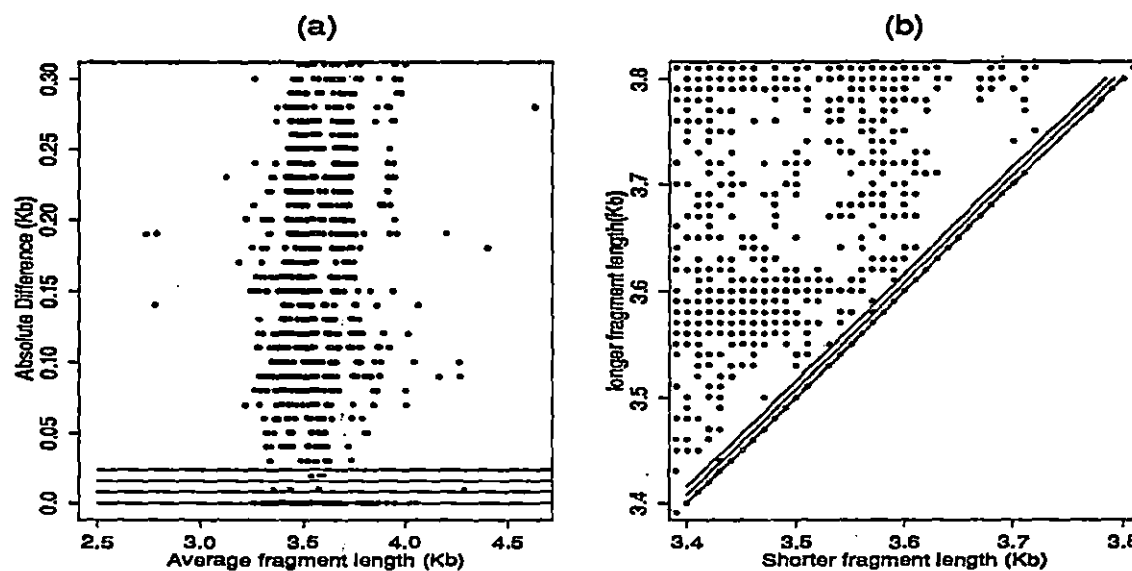 (a)
Absolute Difference (Kb)
0.30
0.25
0.20
0.15
0.10
0.05
0.0
2.5 3.0 3.5 4.0 4.5
Average fragment length (Kb)
(b)
longer fragment length(Kb)
3.8
3.7
3.6
3.5
3.4
3.4 3.5 3.6 3.7 3.8
Shorter fragment length (Kb)